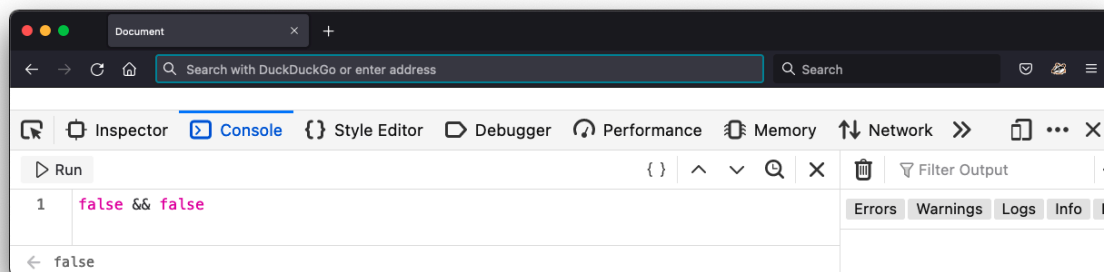 Document
Search with DuckDuckGo or enter address
Search
Inspector
Console
{} Style Editor
Debugger
Performance
Memory
Network
Run
{ }
Filter Output
1 false && false
Errors
Warnings
Logs
Info
false